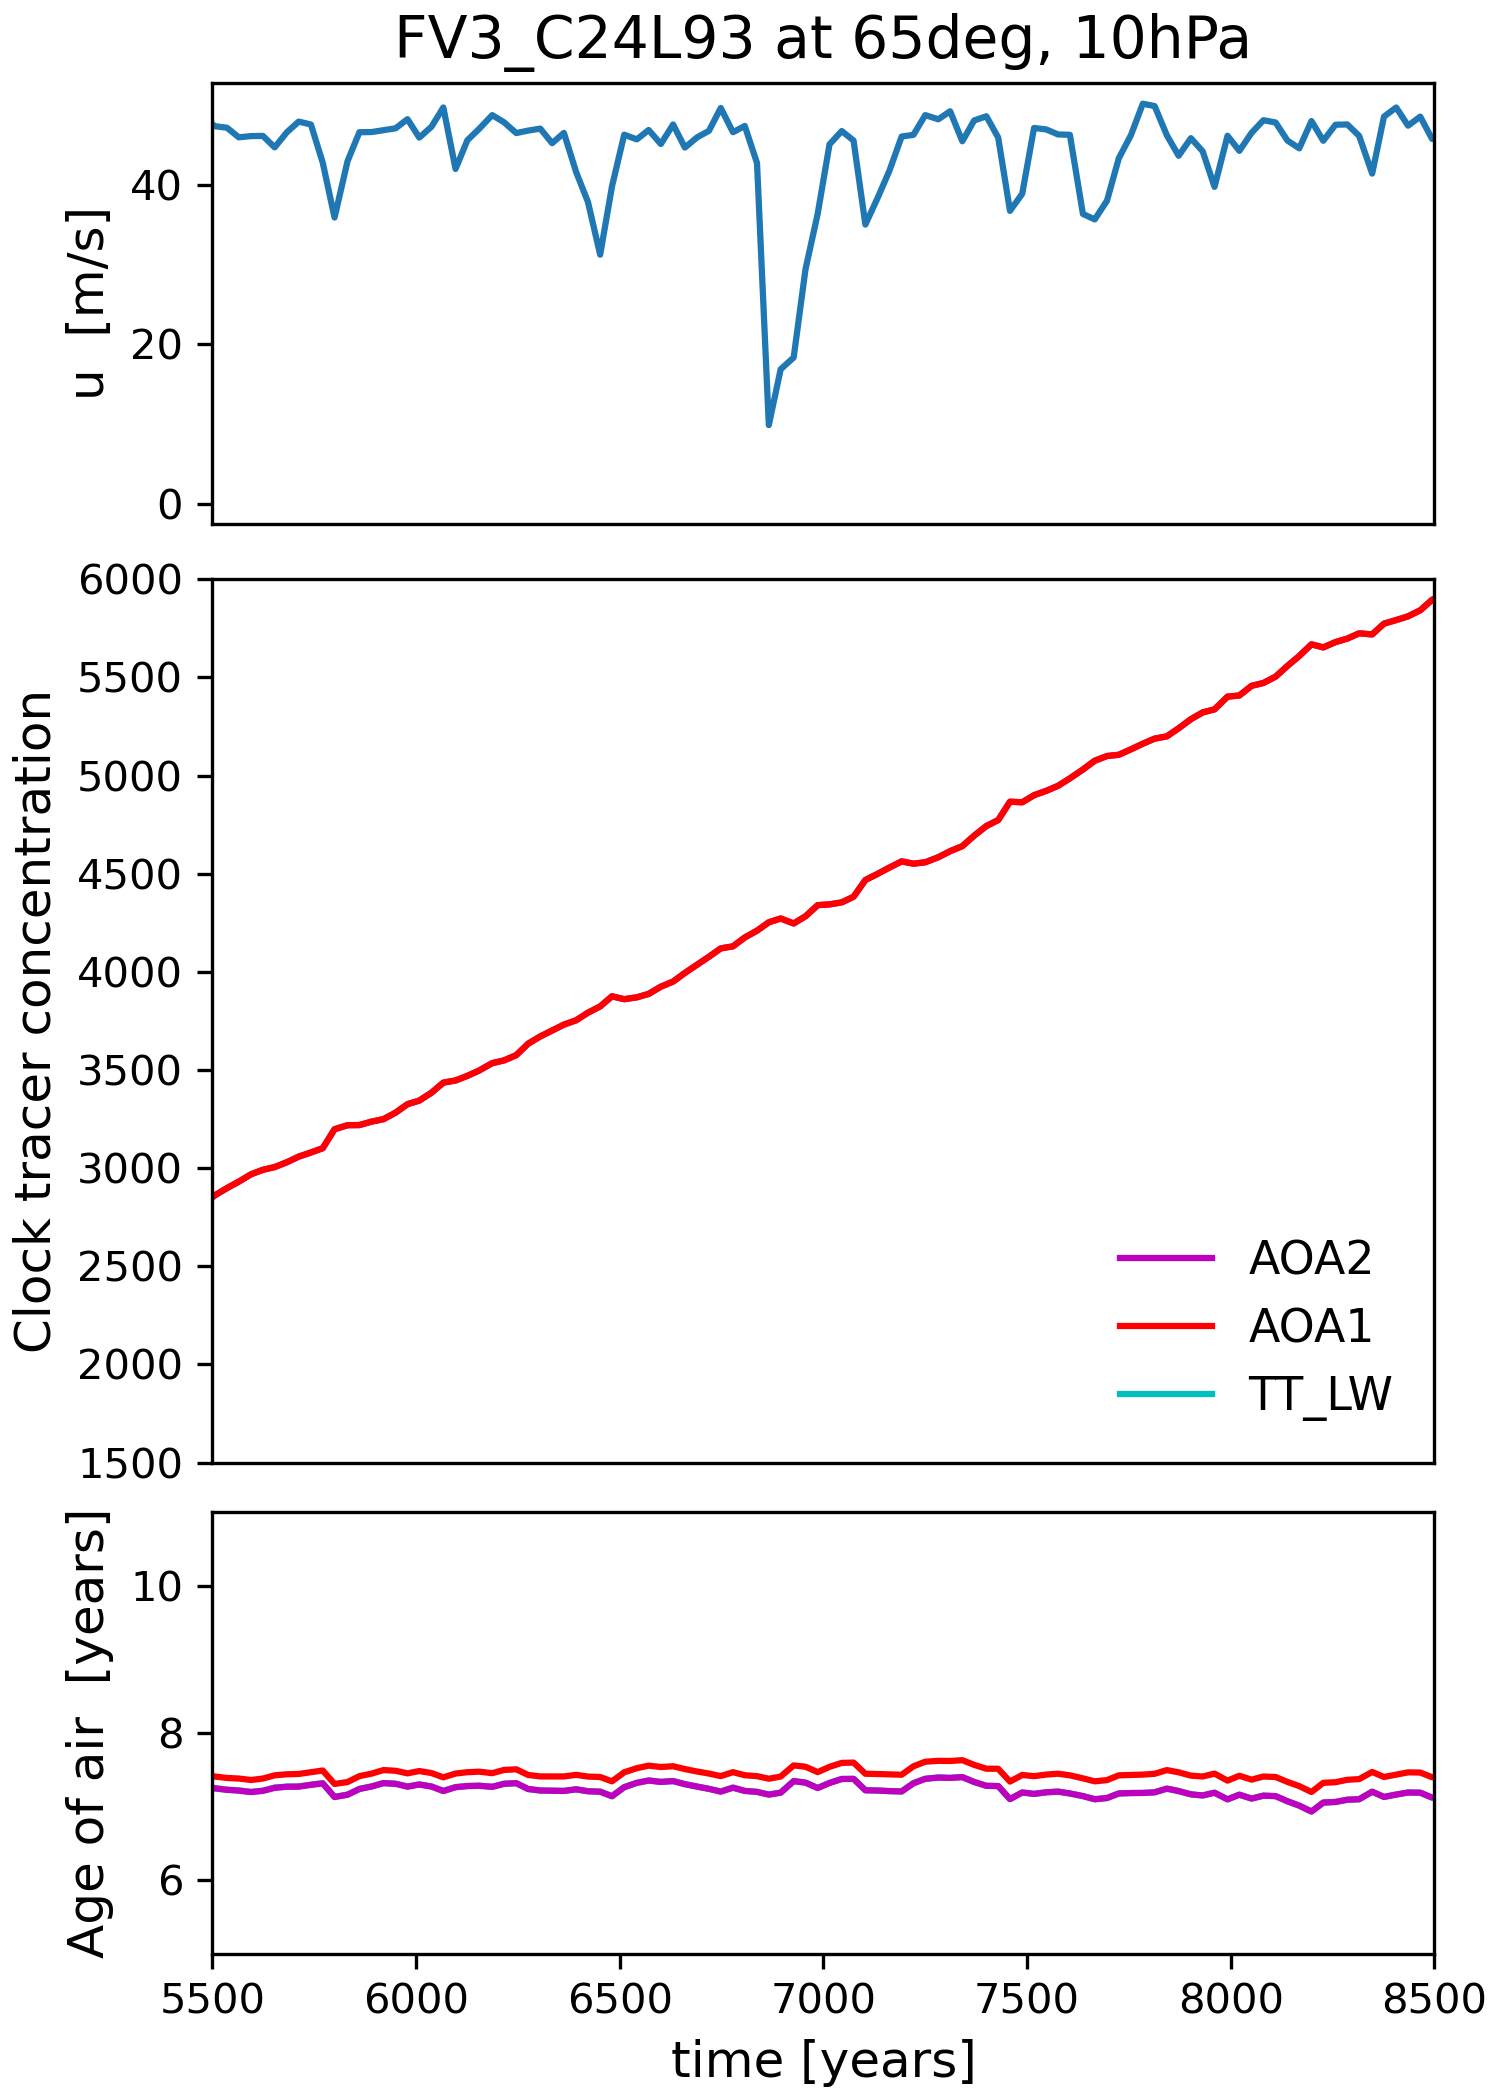 FV3_C24L93 at 65deg, 10hPa
40
20
0
u [m/s]
6000
5500
5000
4500
4000
3500
3000
2500
2000
1500
Clock tracer concentration
AOA2
AOA1
TT_LW
10
8
6
Age of air [years]
5500 6000 6500 7000 7500 8000 8500
time [years]